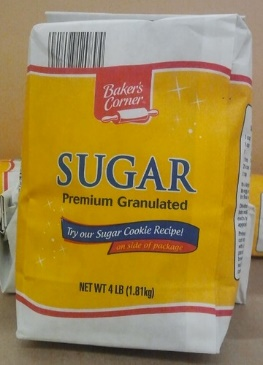 Baker's
Corner
SUGAR
Premium Granulated
Try our Sugar Cookie Recipe!
on side of package
NET WT 4 LB (1.81kg)